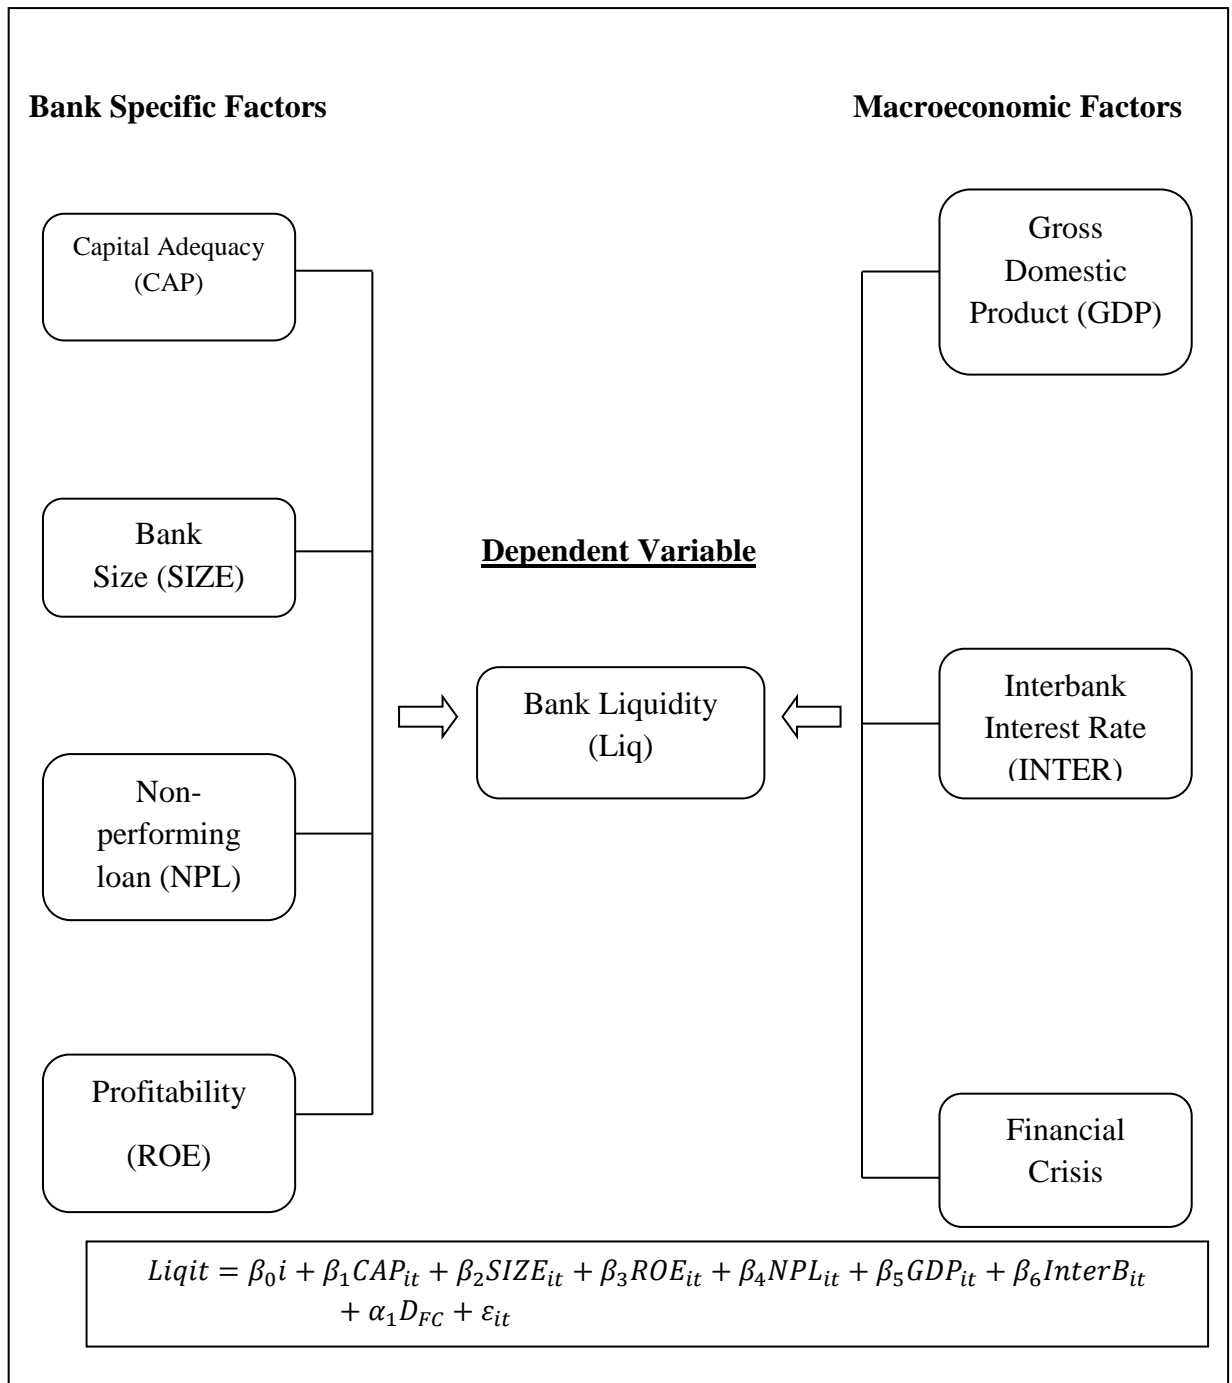 Bank Specific Factors
Macroeconomic Factors
Capital Adequacy
(CAP)
Bank
Size (SIZE)
Non-
performing
loan (NPL)
Profitability
(ROE)
Dependent Variable
Bank Liquidity
(Liq)
Gross
Domestic
Product (GDP)
Interbank
Interest Rate
(INTER)
Financial
Crisis
Liqit = β₀i + β₁CAPᵢₜ + β₂SIZEᵢₜ + β₃ROEᵢₜ + β₄NPLᵢₜ + β₅GDPᵢₜ + β₆InterBᵢₜ
+ α₁D_FC + εᵢₜ